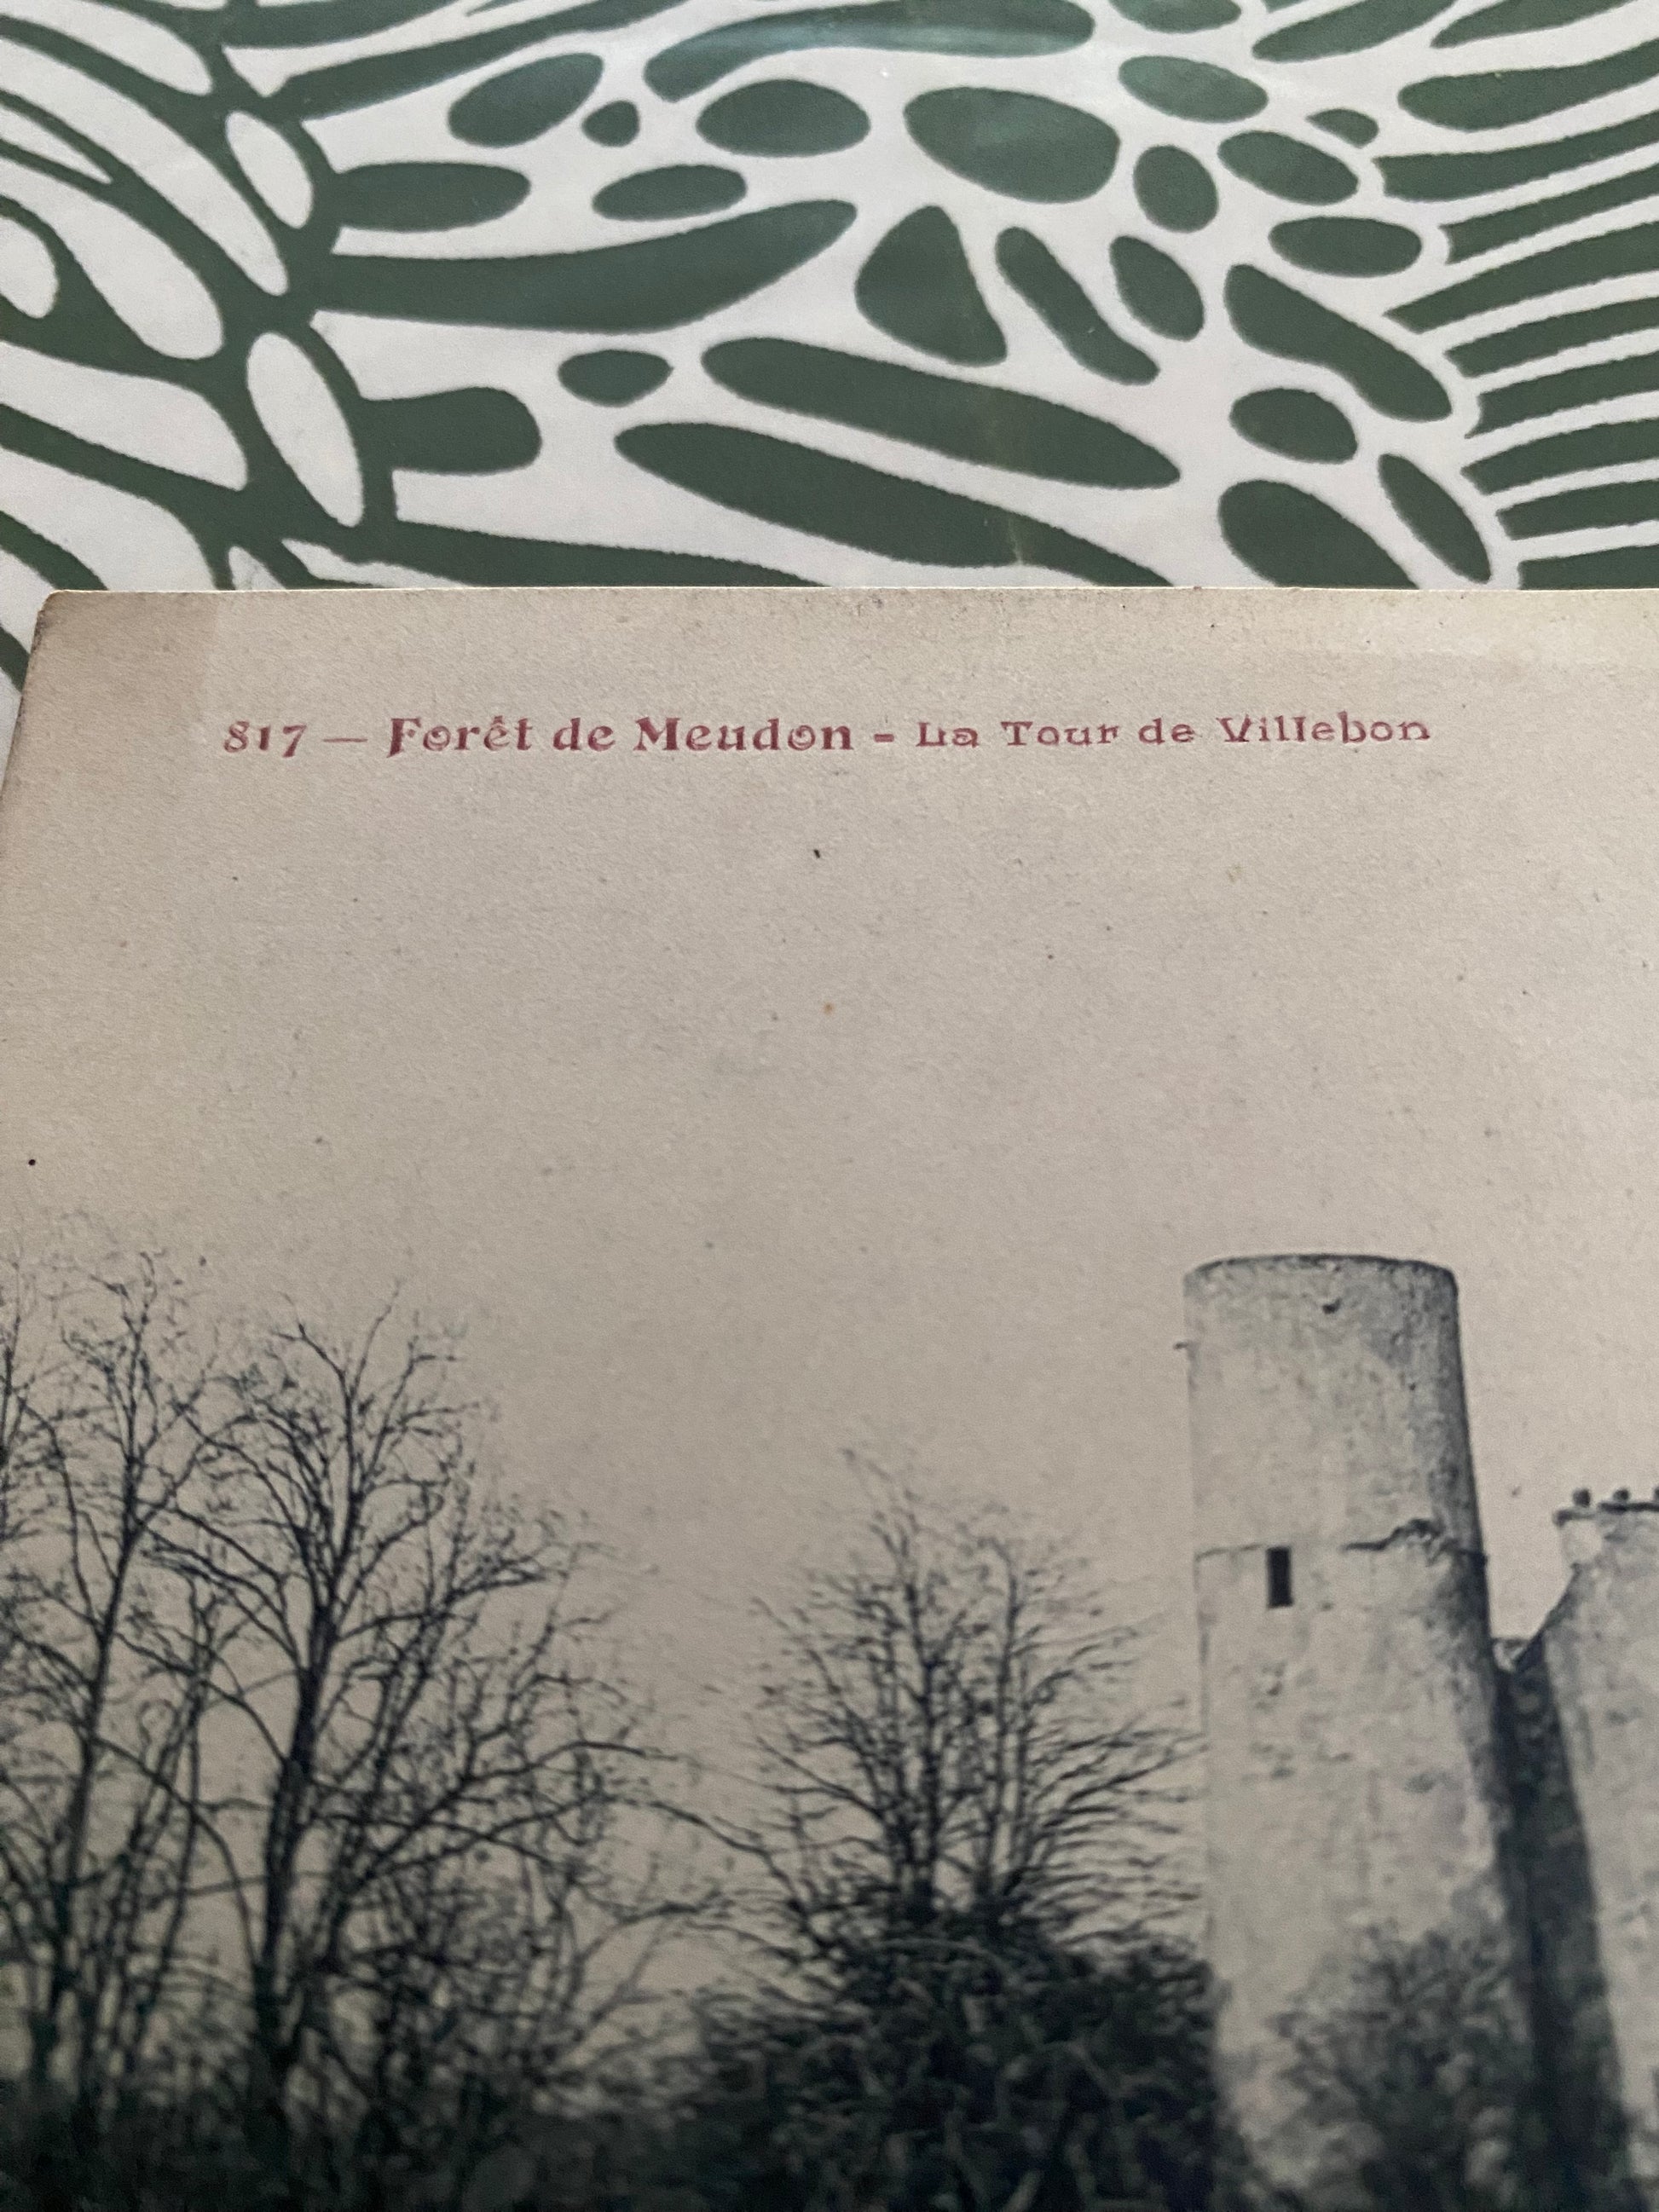 817 — Forêt de Meudon - La Tour de Villebon